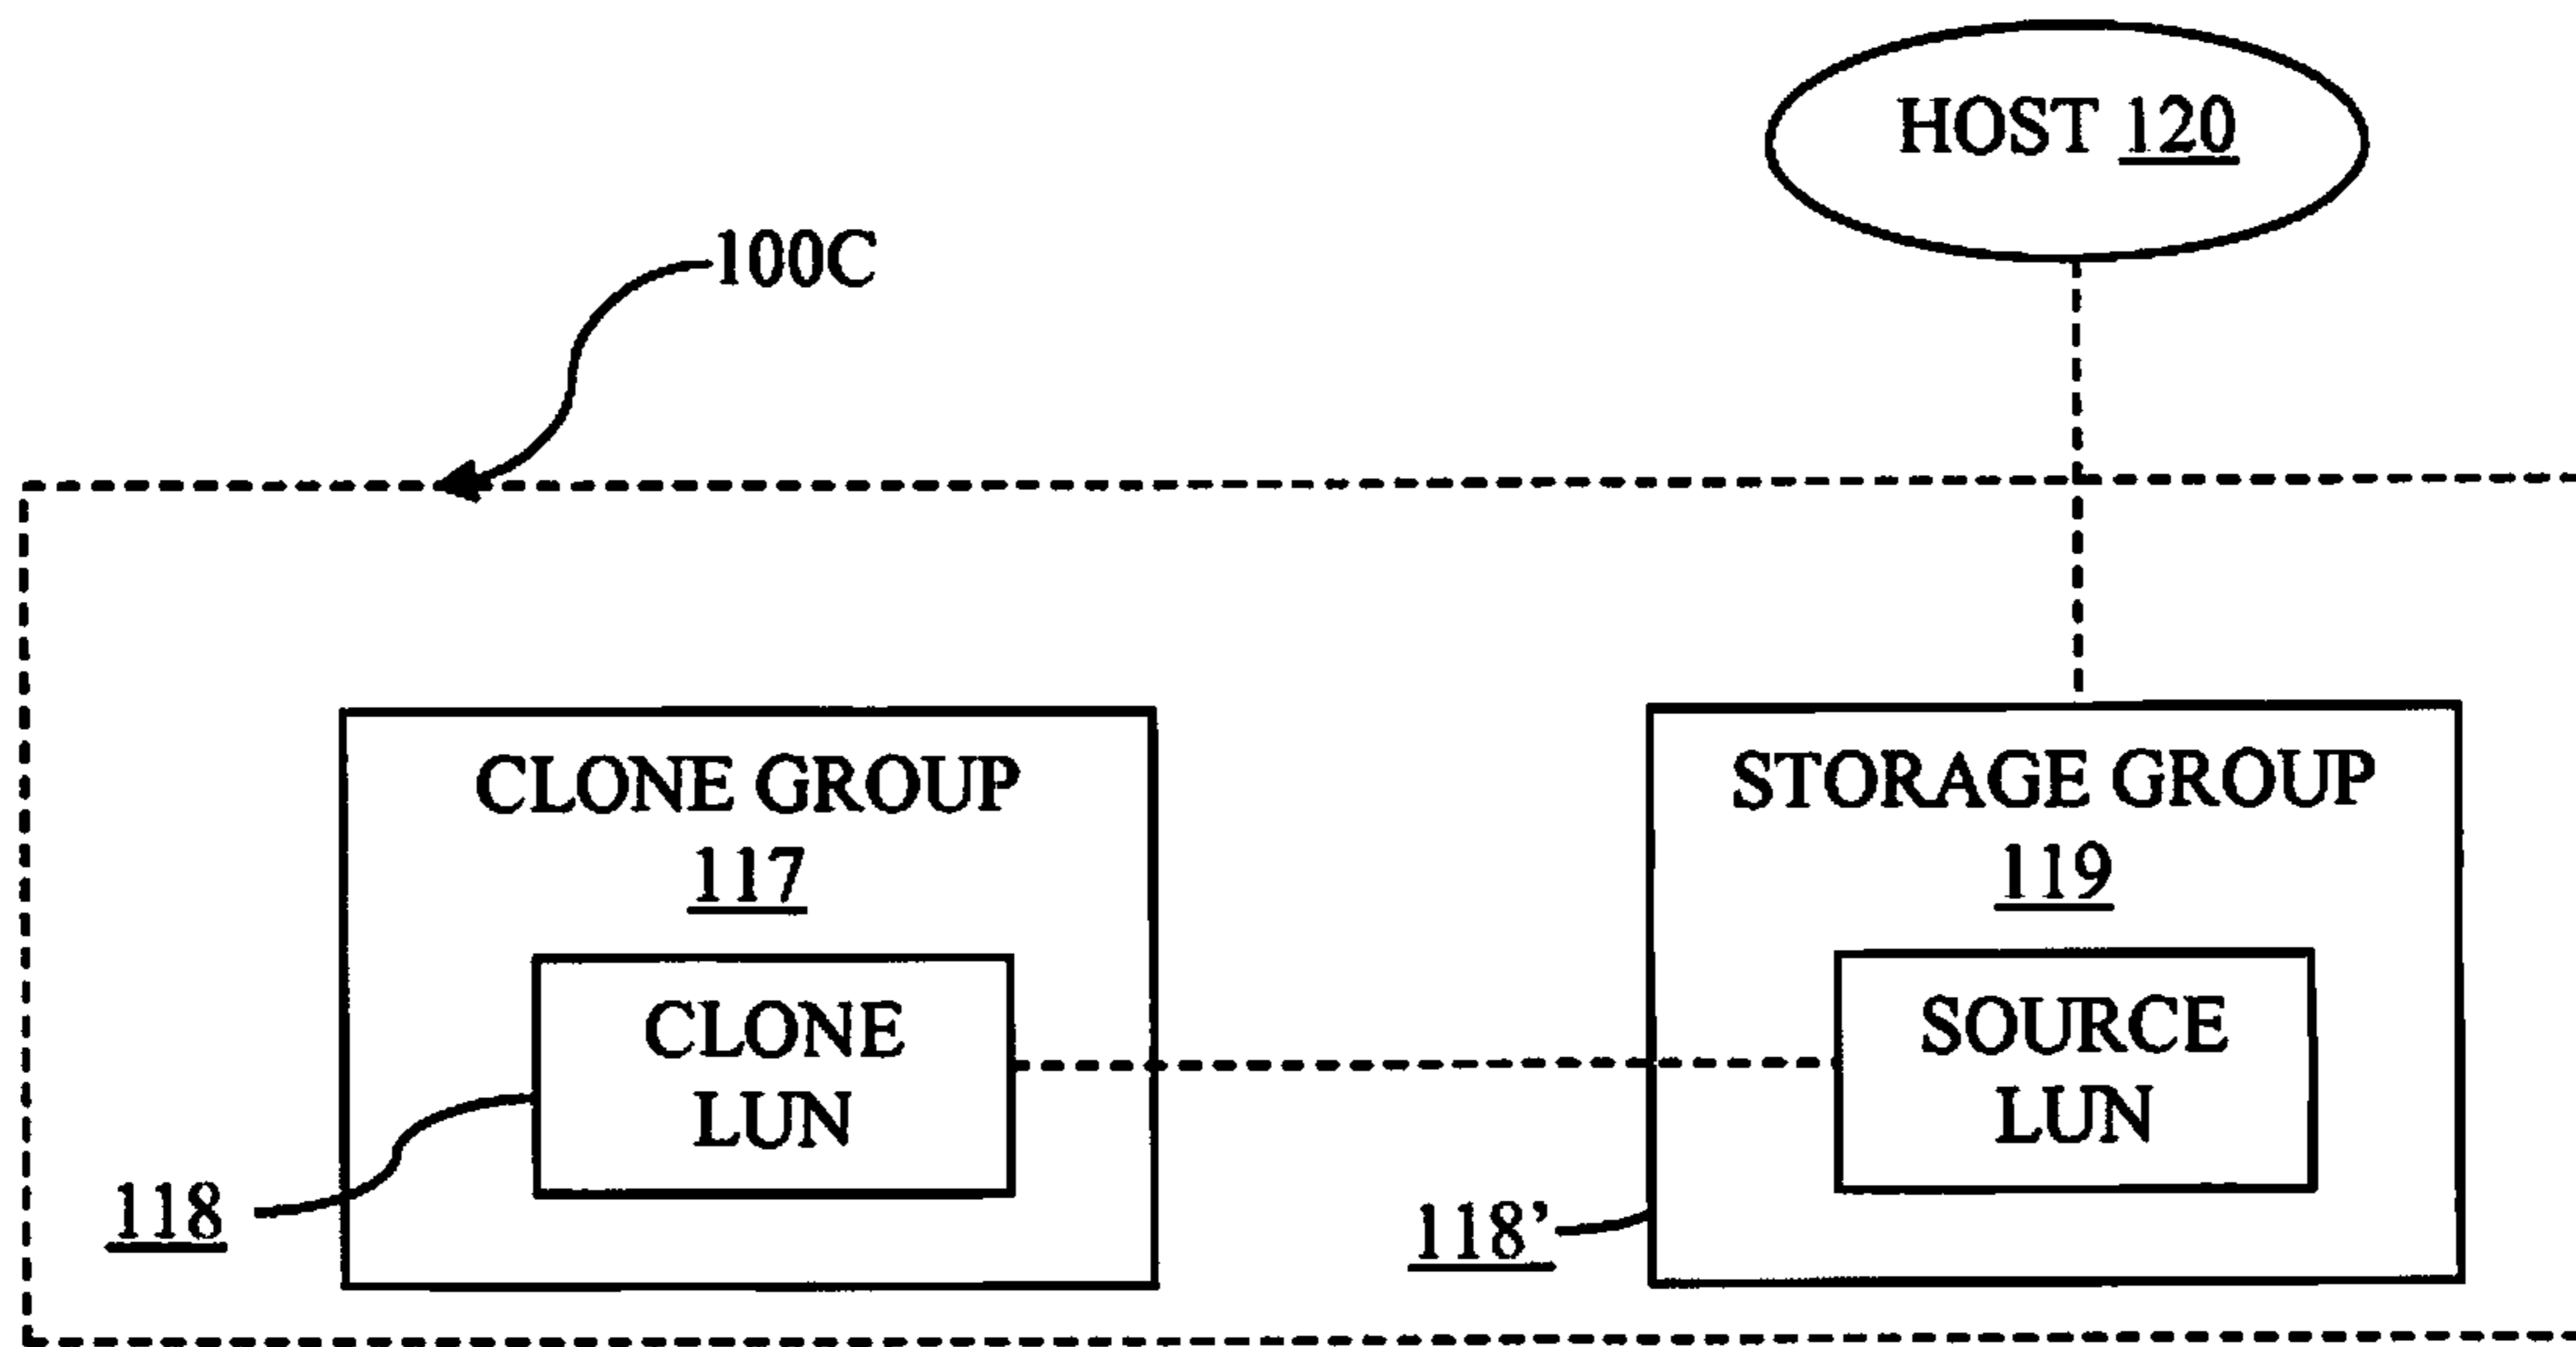 HOST 120
100C
CLONE GROUP
117
STORAGE GROUP
119
CLONE
LUN
SOURCE
LUN
118
118’